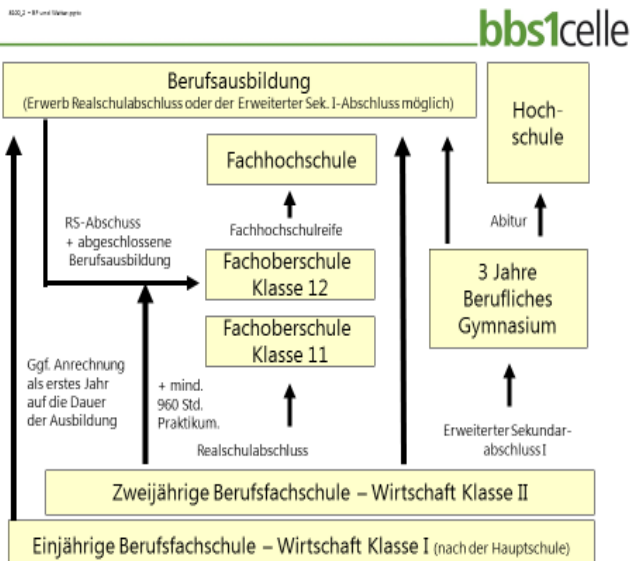 bbs1celle
Berufsausbildung
(Erwerb Realschulabschluss oder der Erweiterter Sek. I-Abschluss möglich)
Hoch-
schule
Fachhochschule
RS-Abschuss
+ abgeschlossene
Berufsausbildung
Fachhochschulreife
Abitur
Fachoberschule
Klasse 12
3 Jahre
Berufliches
Gymnasium
Fachoberschule
Klasse 11
Ggf. Anrechnung
als erstes Jahr
auf die Dauer
der Ausbildung
+ mind.
960 Std.
Praktikum.
Realschulabschluss
Erweiterter Sekundar-
abschluss I
Zweijährige Berufsfachschule – Wirtschaft Klasse II
Einjährige Berufsfachschule – Wirtschaft Klasse I (nach der Hauptschule)